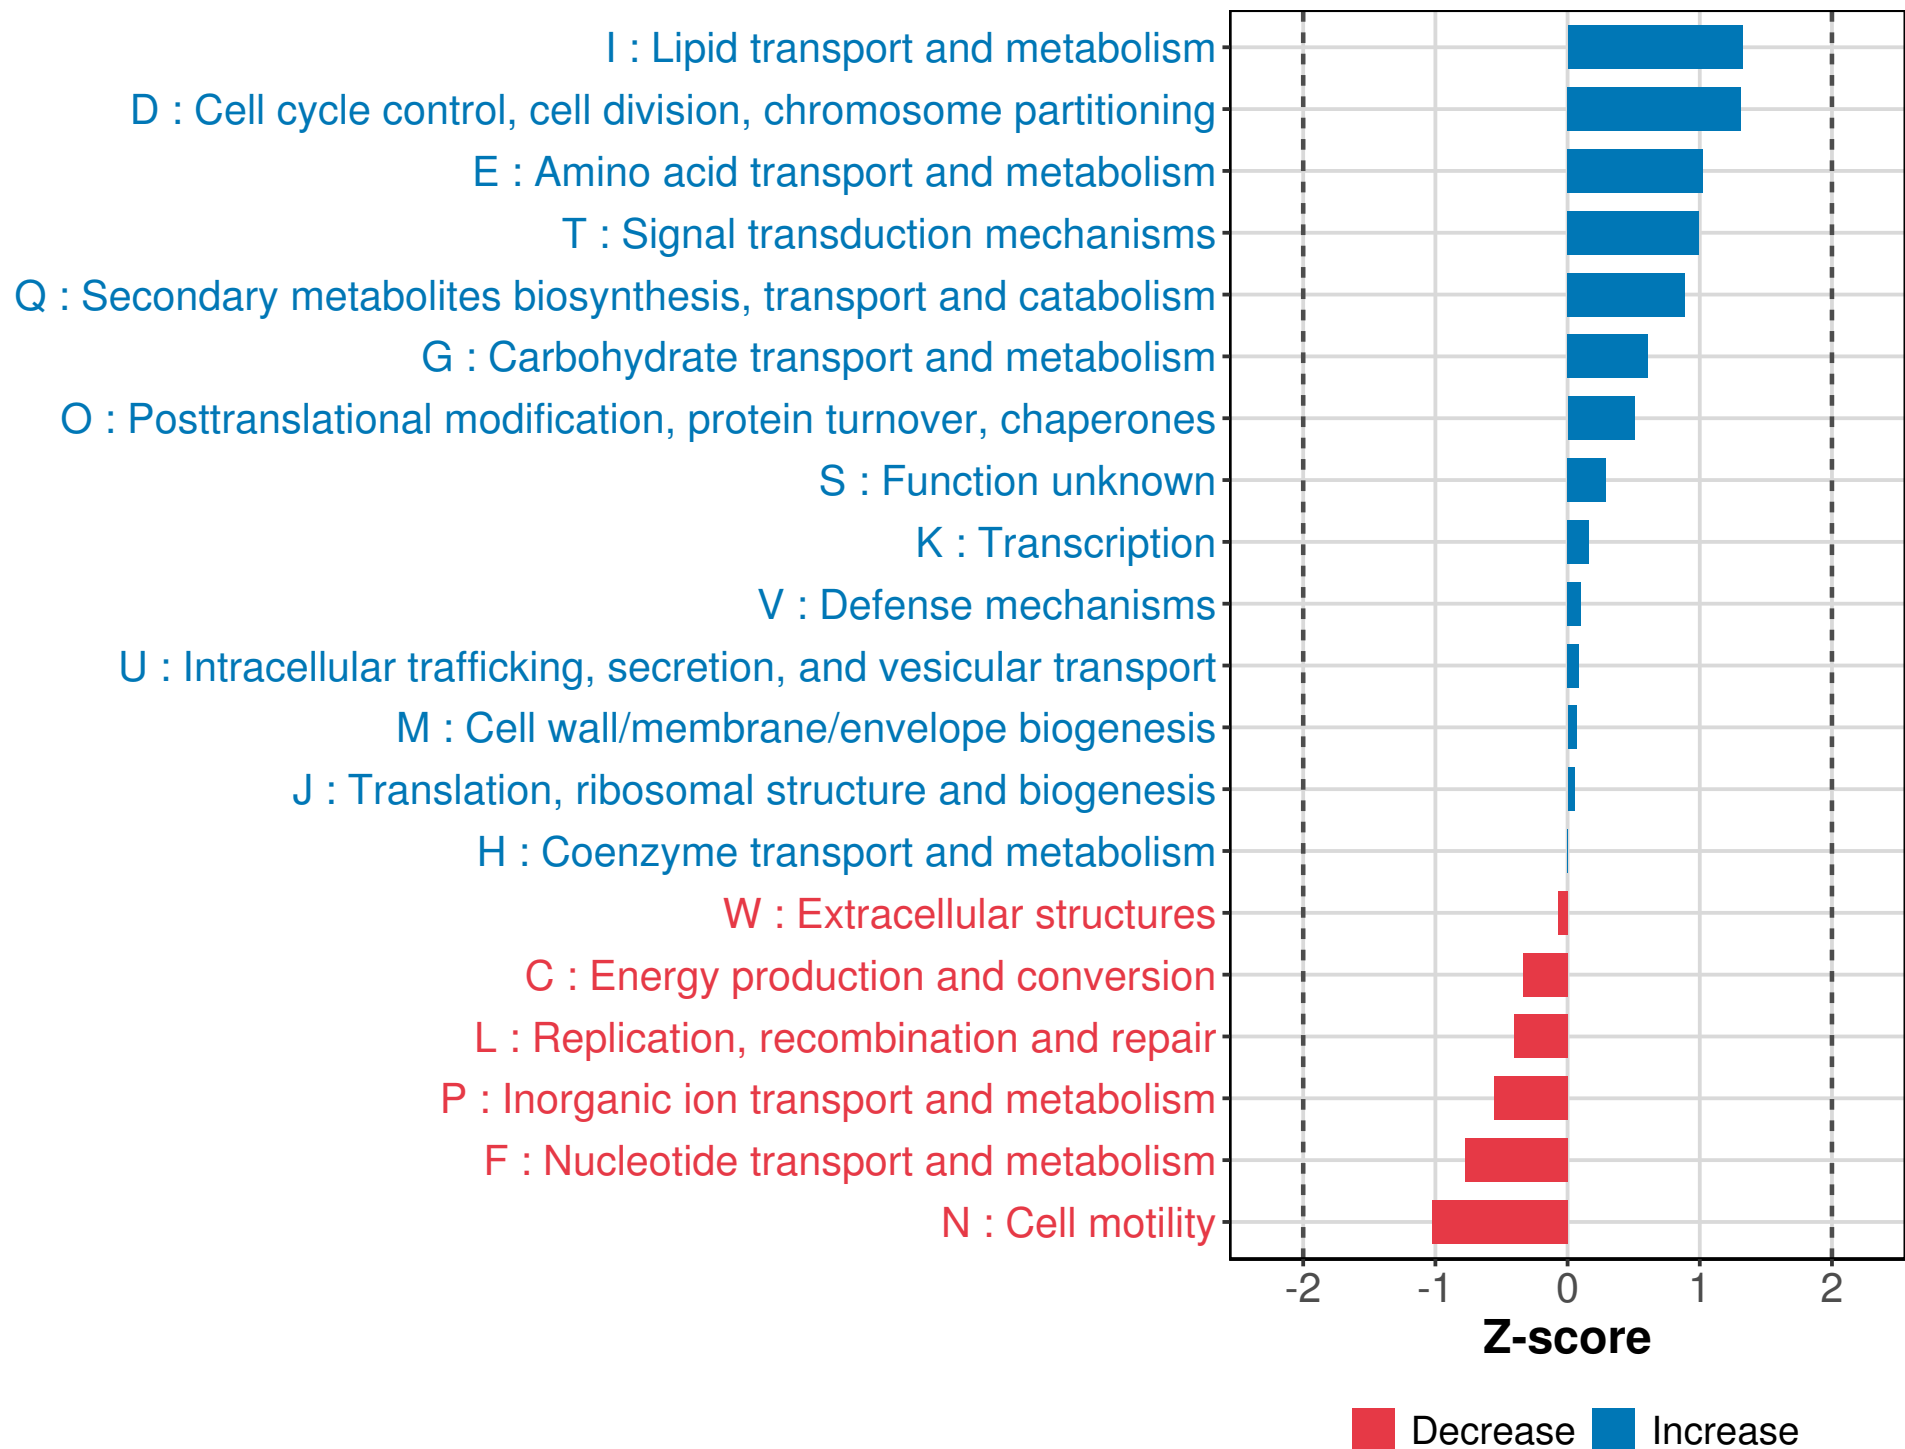 I : Lipid transport and metabolism
D : Cell cycle control, cell division, chromosome partitioning
E : Amino acid transport and metabolism
T : Signal transduction mechanisms
Q : Secondary metabolites biosynthesis, transport and catabolism
G : Carbohydrate transport and metabolism
O : Posttranslational modification, protein turnover, chaperones
S : Function unknown
K : Transcription
V : Defense mechanisms
U : Intracellular trafficking, secretion, and vesicular transport
M : Cell wall/membrane/envelope biogenesis
J : Translation, ribosomal structure and biogenesis
H : Coenzyme transport and metabolism
W : Extracellular structures
C : Energy production and conversion
L : Replication, recombination and repair
P : Inorganic ion transport and metabolism
F : Nucleotide transport and metabolism
N : Cell motility
-2 -1 0 1 2
Z-score
Decrease Increase